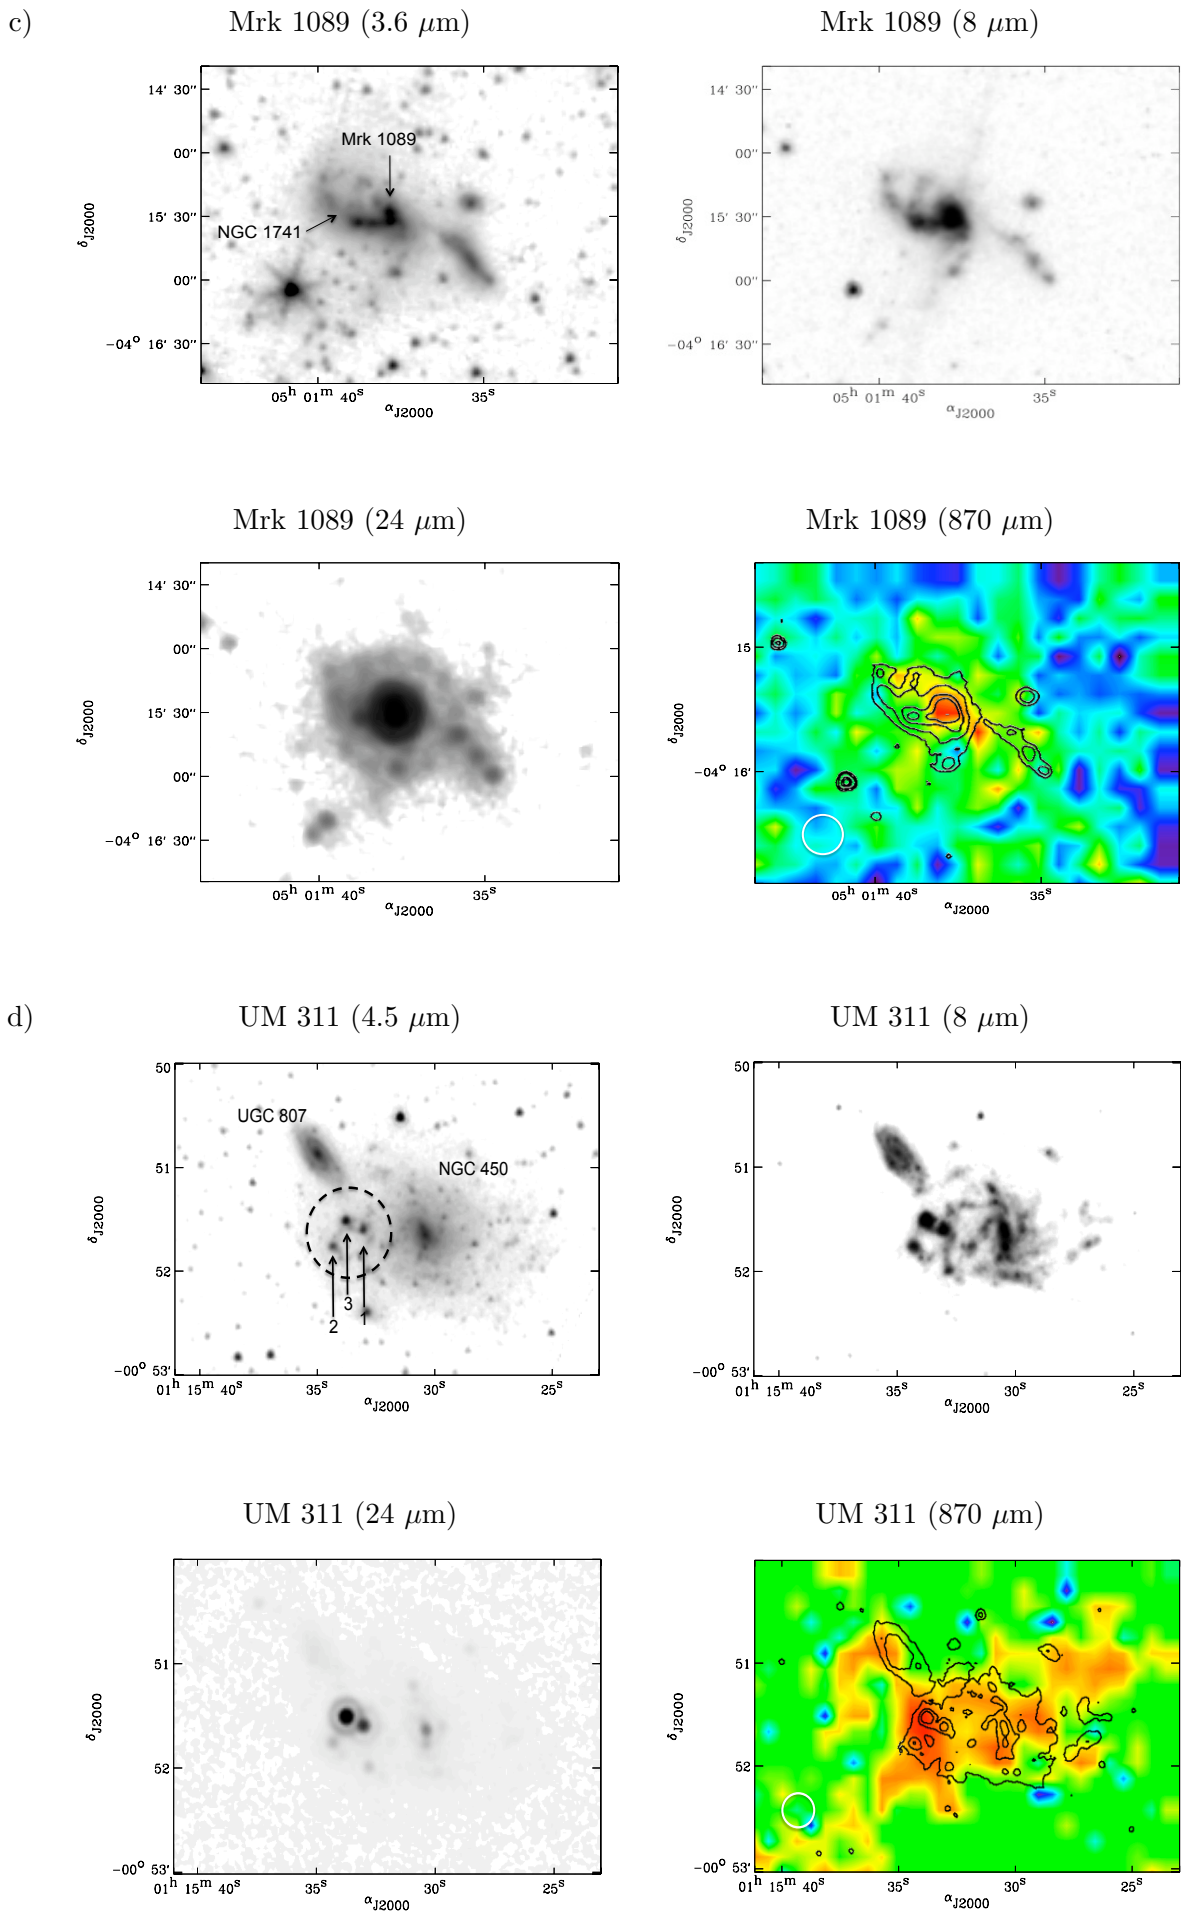 c)
Mrk 1089 (3.6 μm)
Mrk 1089 (8 μm)
14′ 30″
00″
15′ 30″
00″
−04° 16′ 30″
δJ2000
Mrk 1089
NGC 1741
05h 01m 40s
35s
αJ2000
14′ 30″
00″
15′ 30″
00″
−04° 16′ 30″
δJ2000
05h 01m 40s
35s
αJ2000
Mrk 1089 (24 μm)
Mrk 1089 (870 μm)
14′ 30″
00″
15′ 30″
00″
−04° 16′ 30″
δJ2000
05h 01m 40s
35s
αJ2000
15
−04° 16′
δJ2000
05h 01m 40s
35s
αJ2000
d)
UM 311 (4.5 μm)
UM 311 (8 μm)
50
51
52
−00° 53′
δJ2000
UGC 807
NGC 450
3
2
1
01h 15m 40s
35s
30s
25s
αJ2000
50
51
52
−00° 53′
δJ2000
01h 15m 40s
35s
30s
25s
αJ2000
UM 311 (24 μm)
UM 311 (870 μm)
51
52
−00° 53′
δJ2000
01h 15m 40s
35s
30s
25s
αJ2000
51
52
−00° 53′
δJ2000
01h 15m 40s
35s
30s
25s
αJ2000